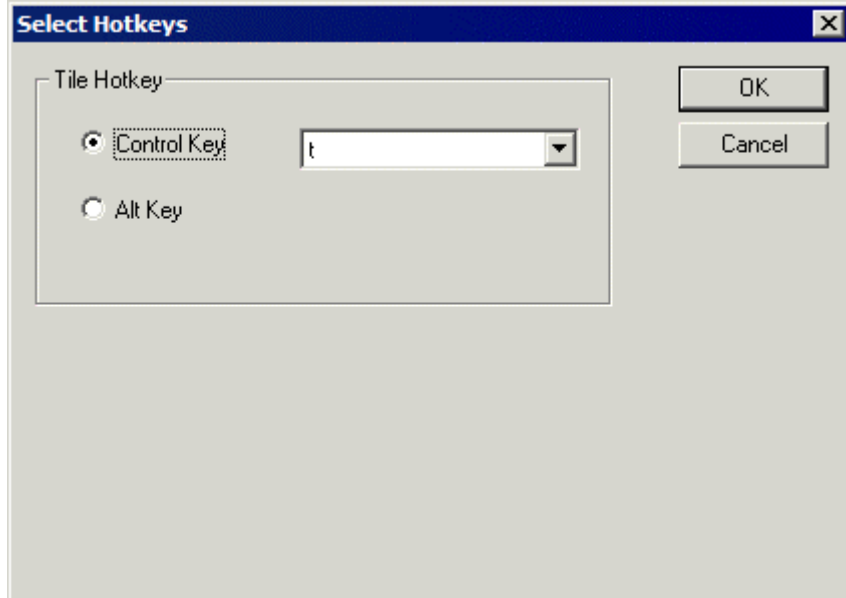 Select Hotkeys
Tile Hotkey
Control Key
t
Alt Key
OK
Cancel